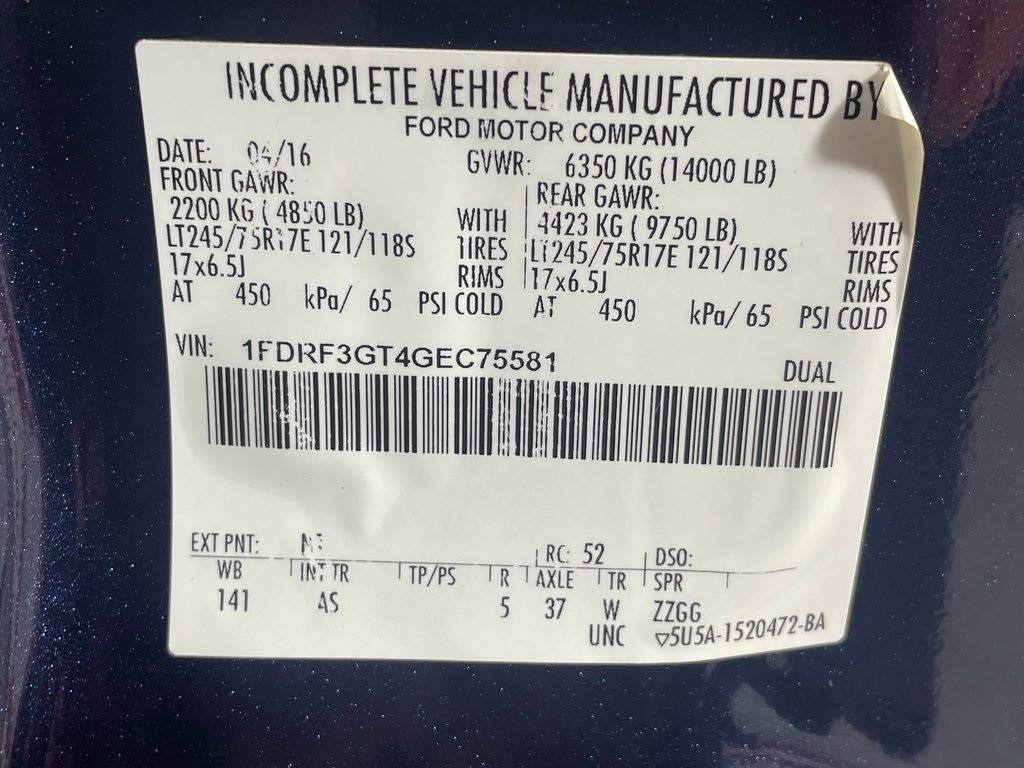 INCOMPLETE VEHICLE MANUFACTURED BY
FORD MOTOR COMPANY
DATE: 04/16 GVWR: 6350 KG (14000 LB)
FRONT GAWR: REAR GAWR:
2200 KG ( 4850 LB) WITH 4423 KG ( 9750 LB) WITH
LT245/75R17E 121/118S TIRES LT245/75R17E 121/118S TIRES
17x6.5J RIMS 17x6.5J RIMS
AT 450 kPa/ 65 PSI COLD AT 450 kPa/ 65 PSI COLD
VIN: 1FDRF3GT4GEC75581 DUAL
EXT PNT: RC: 52 DSO:
WB INT TR TP/PS R AXLE TR SPR
141 AS 5 37 W ZZGG
UNC ▽5U5A-1520472-BA